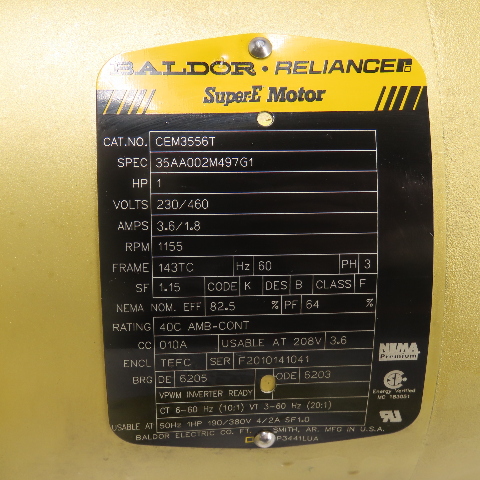 BALDOR • RELIANCE
Super-E Motor
CAT.NO. CEM3556T
SPEC 35AA002M497G1
HP 1
VOLTS 230/460
AMPS 3.6/1.8
RPM 1155
FRAME 143TC Hz 60 PH 3
SF 1.15 CODE K DES B CLASS F
NEMA NOM. EFF 82.5 % PF 64 %
RATING 40C AMB-CONT
CC 010A USABLE AT 208V 3.6
NEMA Premium
ENCL TEFC SER F2010141041
BRG DE 6205 ODE 6203
Energy Verified
VPWM INVERTER READY
CT 6-60 Hz (10:1) VT 3-60 Hz (20:1)
USABLE AT 50Hz 1HP 190/380V 4/2A SF1.0
BALDOR ELECTRIC CO. FT. SMITH, AR. MFG IN U.S.A.